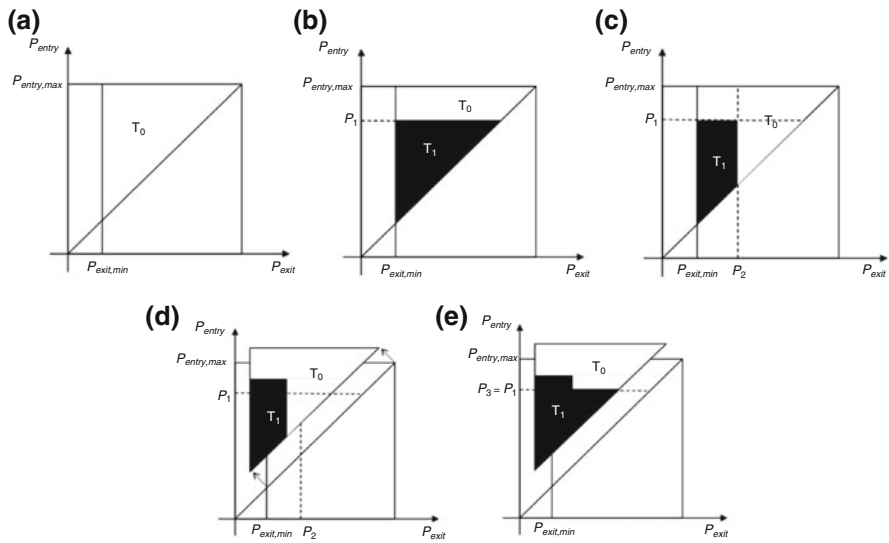 (a)
P_entry
P_entry,max
T_0
P_exit,min
P_exit
(b)
P_entry
P_entry,max
P_1
T_0
T_1
P_exit,min
P_exit
(c)
P_entry
P_entry,max
P_1
T_0
T_1
P_exit,min
P_2
P_exit
(d)
P_entry
P_entry,max
T_0
P_1
T_1
P_exit,min
P_2
P_exit
(e)
P_entry
P_entry,max
T_0
P_3 = P_1
T_1
P_exit,min
P_exit